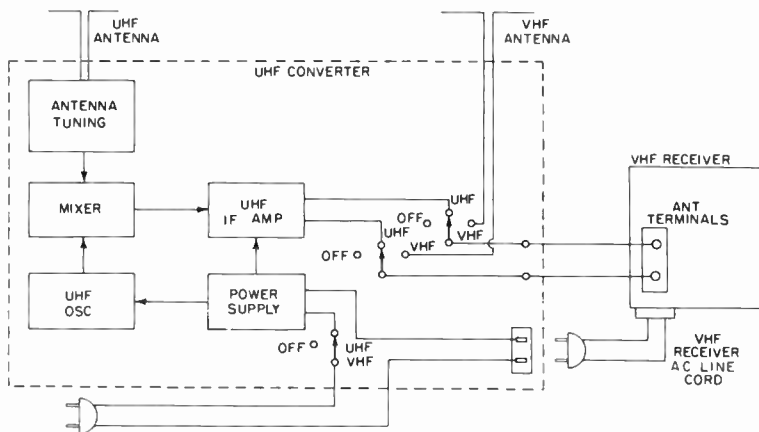 UHF
ANTENNA
VHF
ANTENNA
UHF CONVERTER
ANTENNA
TUNING
VHF RECEIVER
MIXER
UHF
IF AMP
UHF
OFF
VHF
UHF
OFF
VHF
ANT
TERMINALS
UHF
OSC
POWER
SUPPLY
OFF
UHF
VHF
VHF
RECEIVER
AC LINE
CORD